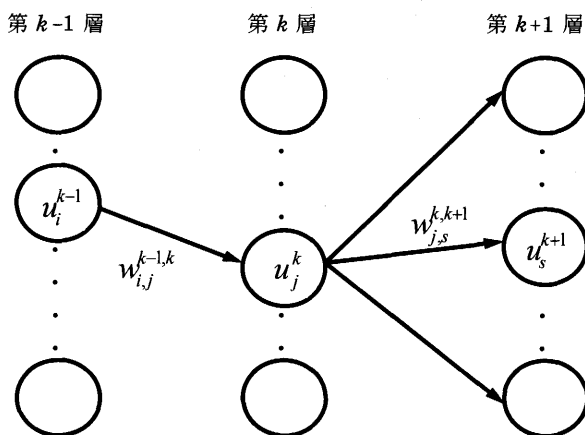 第 k-1 層 第 k 層 第 k+1 層
u_i^{k-1}
w_{j,s}^{k,k+1}
u_s^{k+1}
w_{i,j}^{k-1,k}
u_j^k